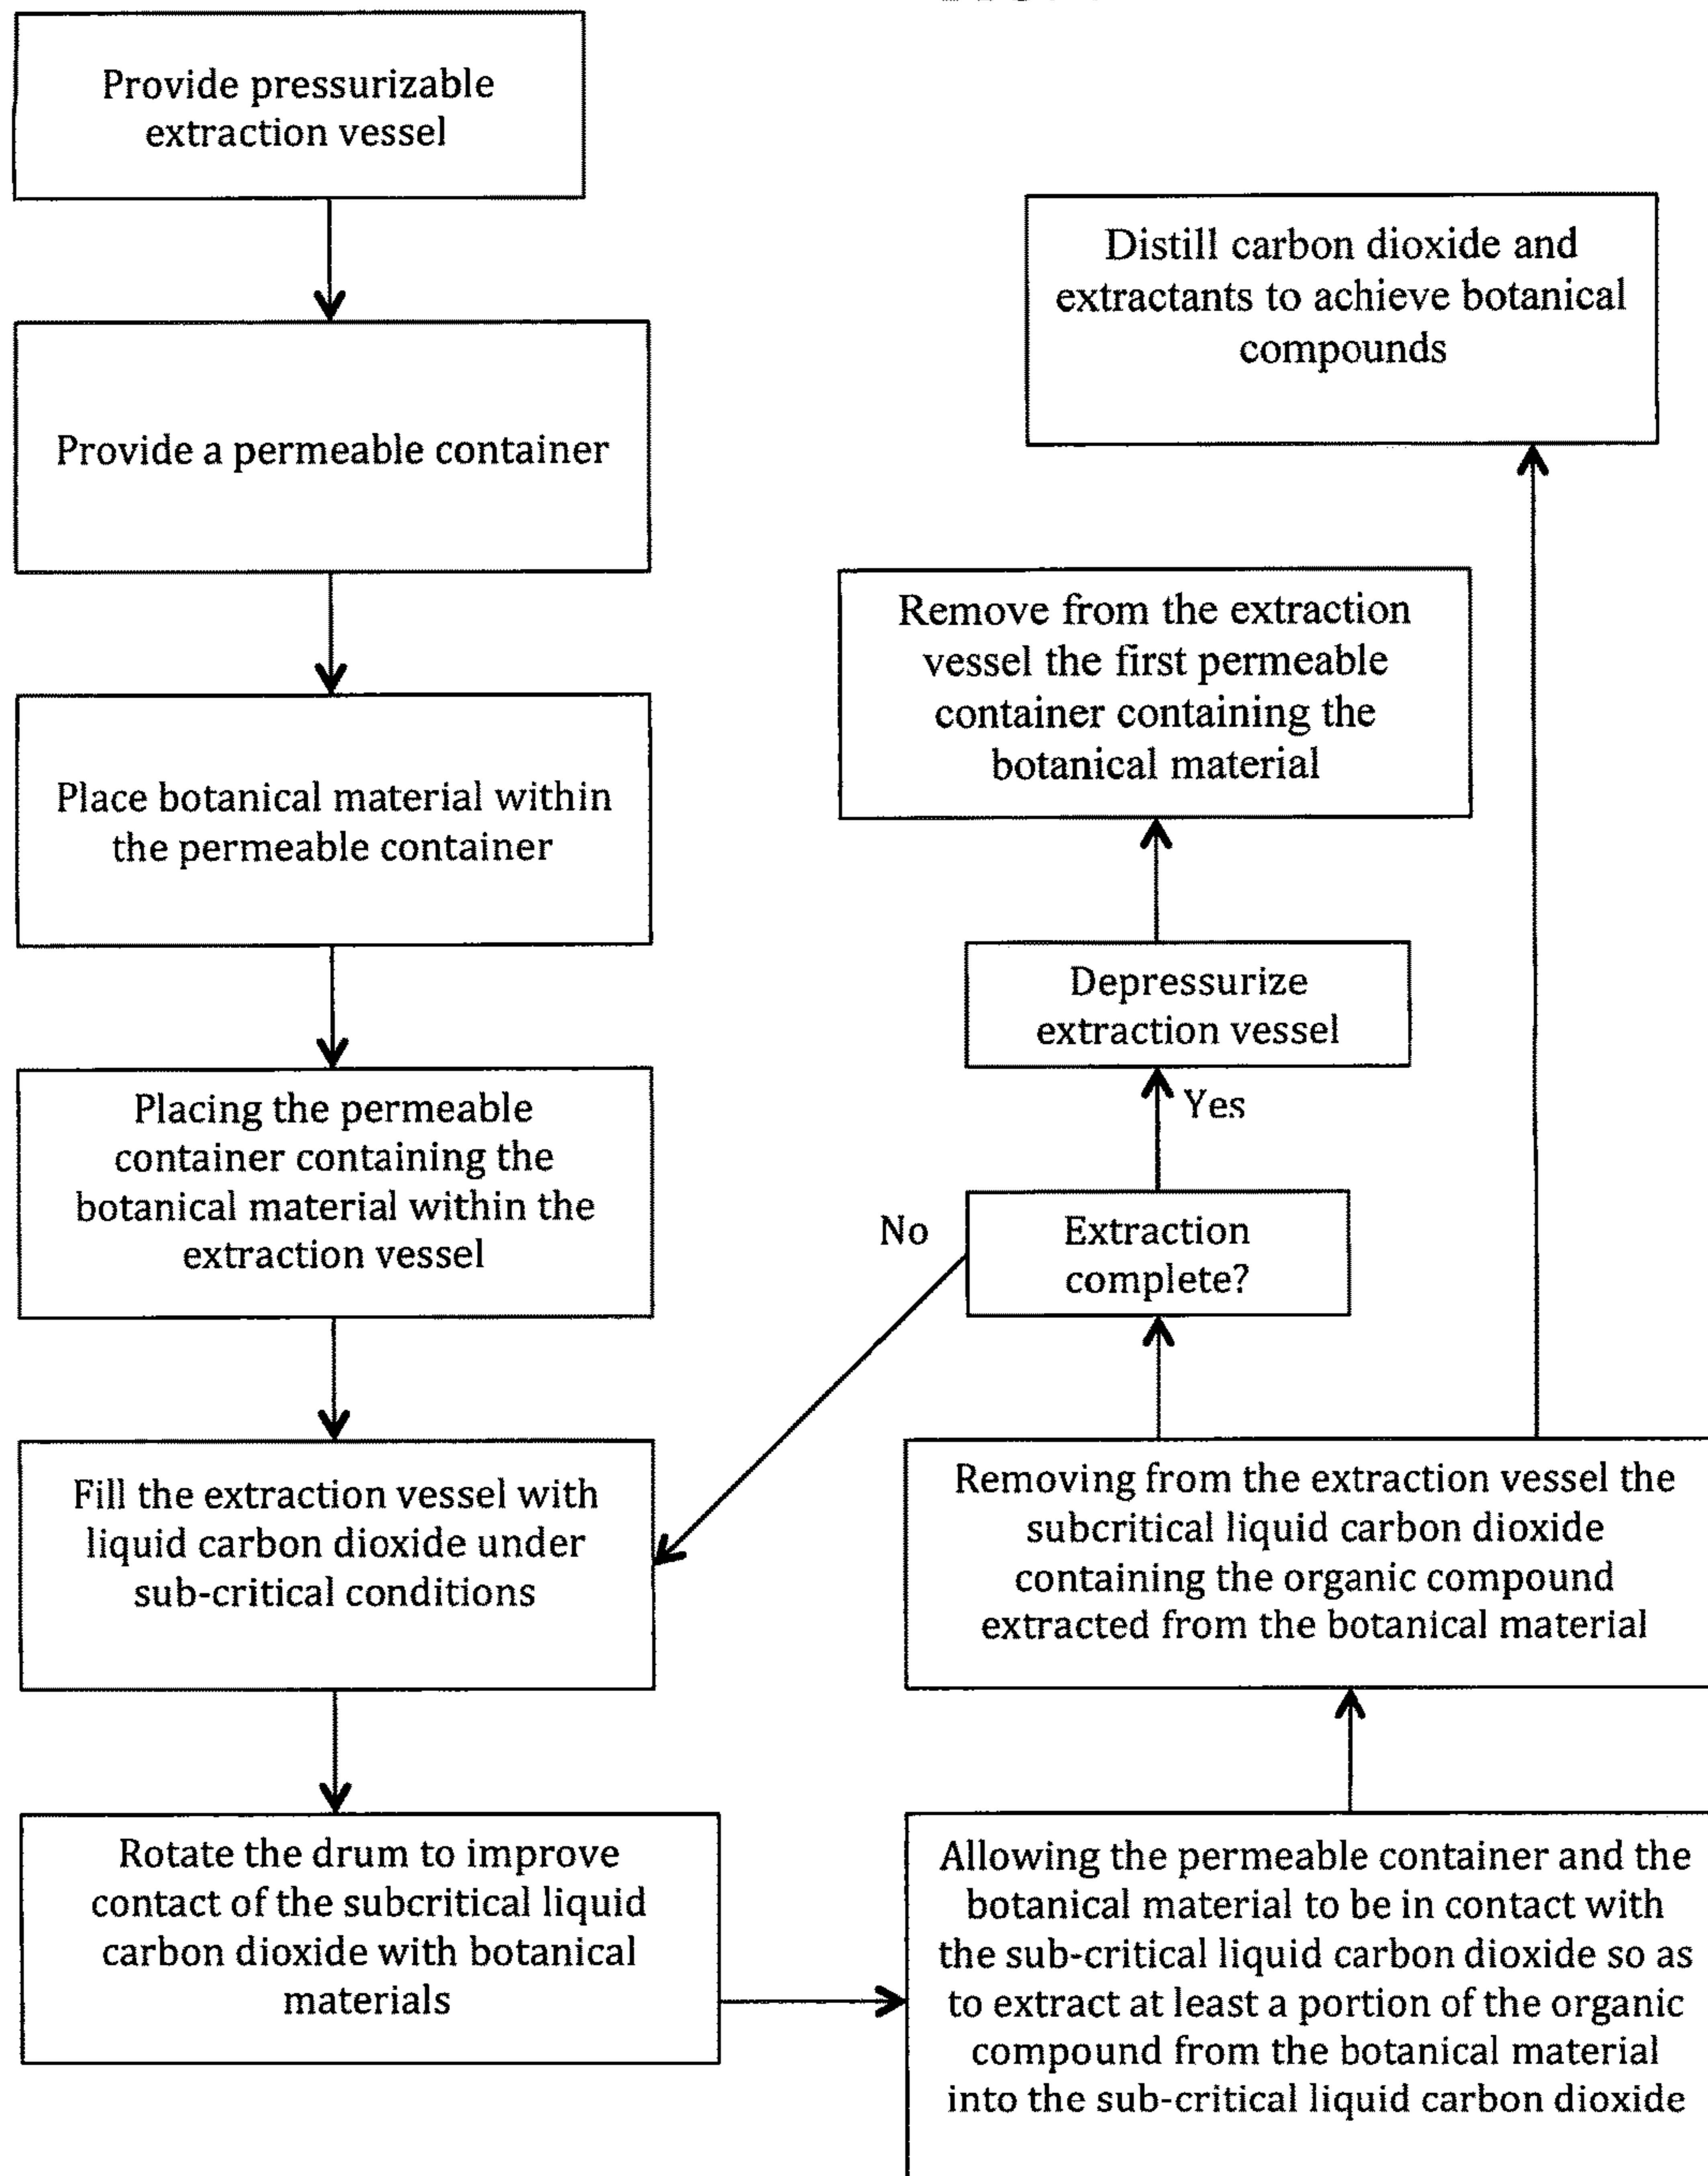 Provide pressurizable
extraction vessel
Provide a permeable container
Place botanical material within
the permeable container
Placing the permeable
container containing the
botanical material within the
extraction vessel
Fill the extraction vessel with
liquid carbon dioxide under
sub-critical conditions
Rotate the drum to improve
contact of the subcritical liquid
carbon dioxide with botanical
materials
Allowing the permeable container and the
botanical material to be in contact with
the sub-critical liquid carbon dioxide so as
to extract at least a portion of the organic
compound from the botanical material
into the sub-critical liquid carbon dioxide
Removing from the extraction vessel the
subcritical liquid carbon dioxide
containing the organic compound
extracted from the botanical material
Extraction
complete?
No
Yes
Depressurize
extraction vessel
Remove from the extraction
vessel the first permeable
container containing the
botanical material
Distill carbon dioxide and
extractants to achieve botanical
compounds